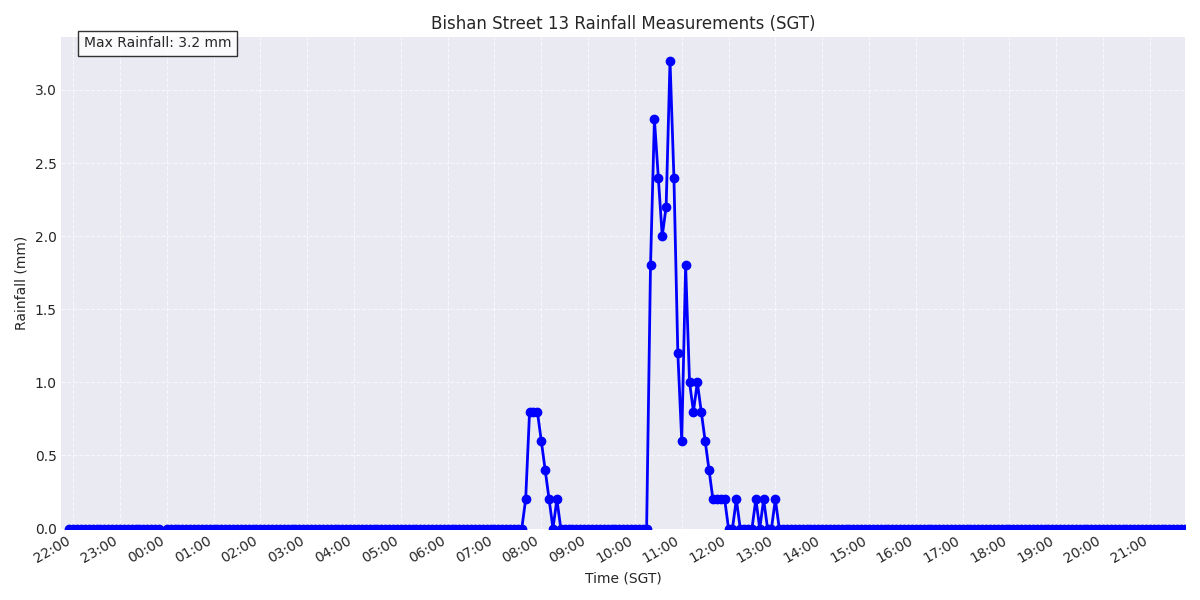 Bishan Street 13 Rainfall Measurements (SGT)
Max Rainfall: 3.2 mm
Rainfall (mm)
3.0
2.5
2.0
1.5
1.0
0.5
0.0
22:00 23:00 00:00 01:00 02:00 03:00 04:00 05:00 06:00 07:00 08:00 09:00 10:00 11:00 12:00 13:00 14:00 15:00 16:00 17:00 18:00 19:00 20:00 21:00
Time (SGT)